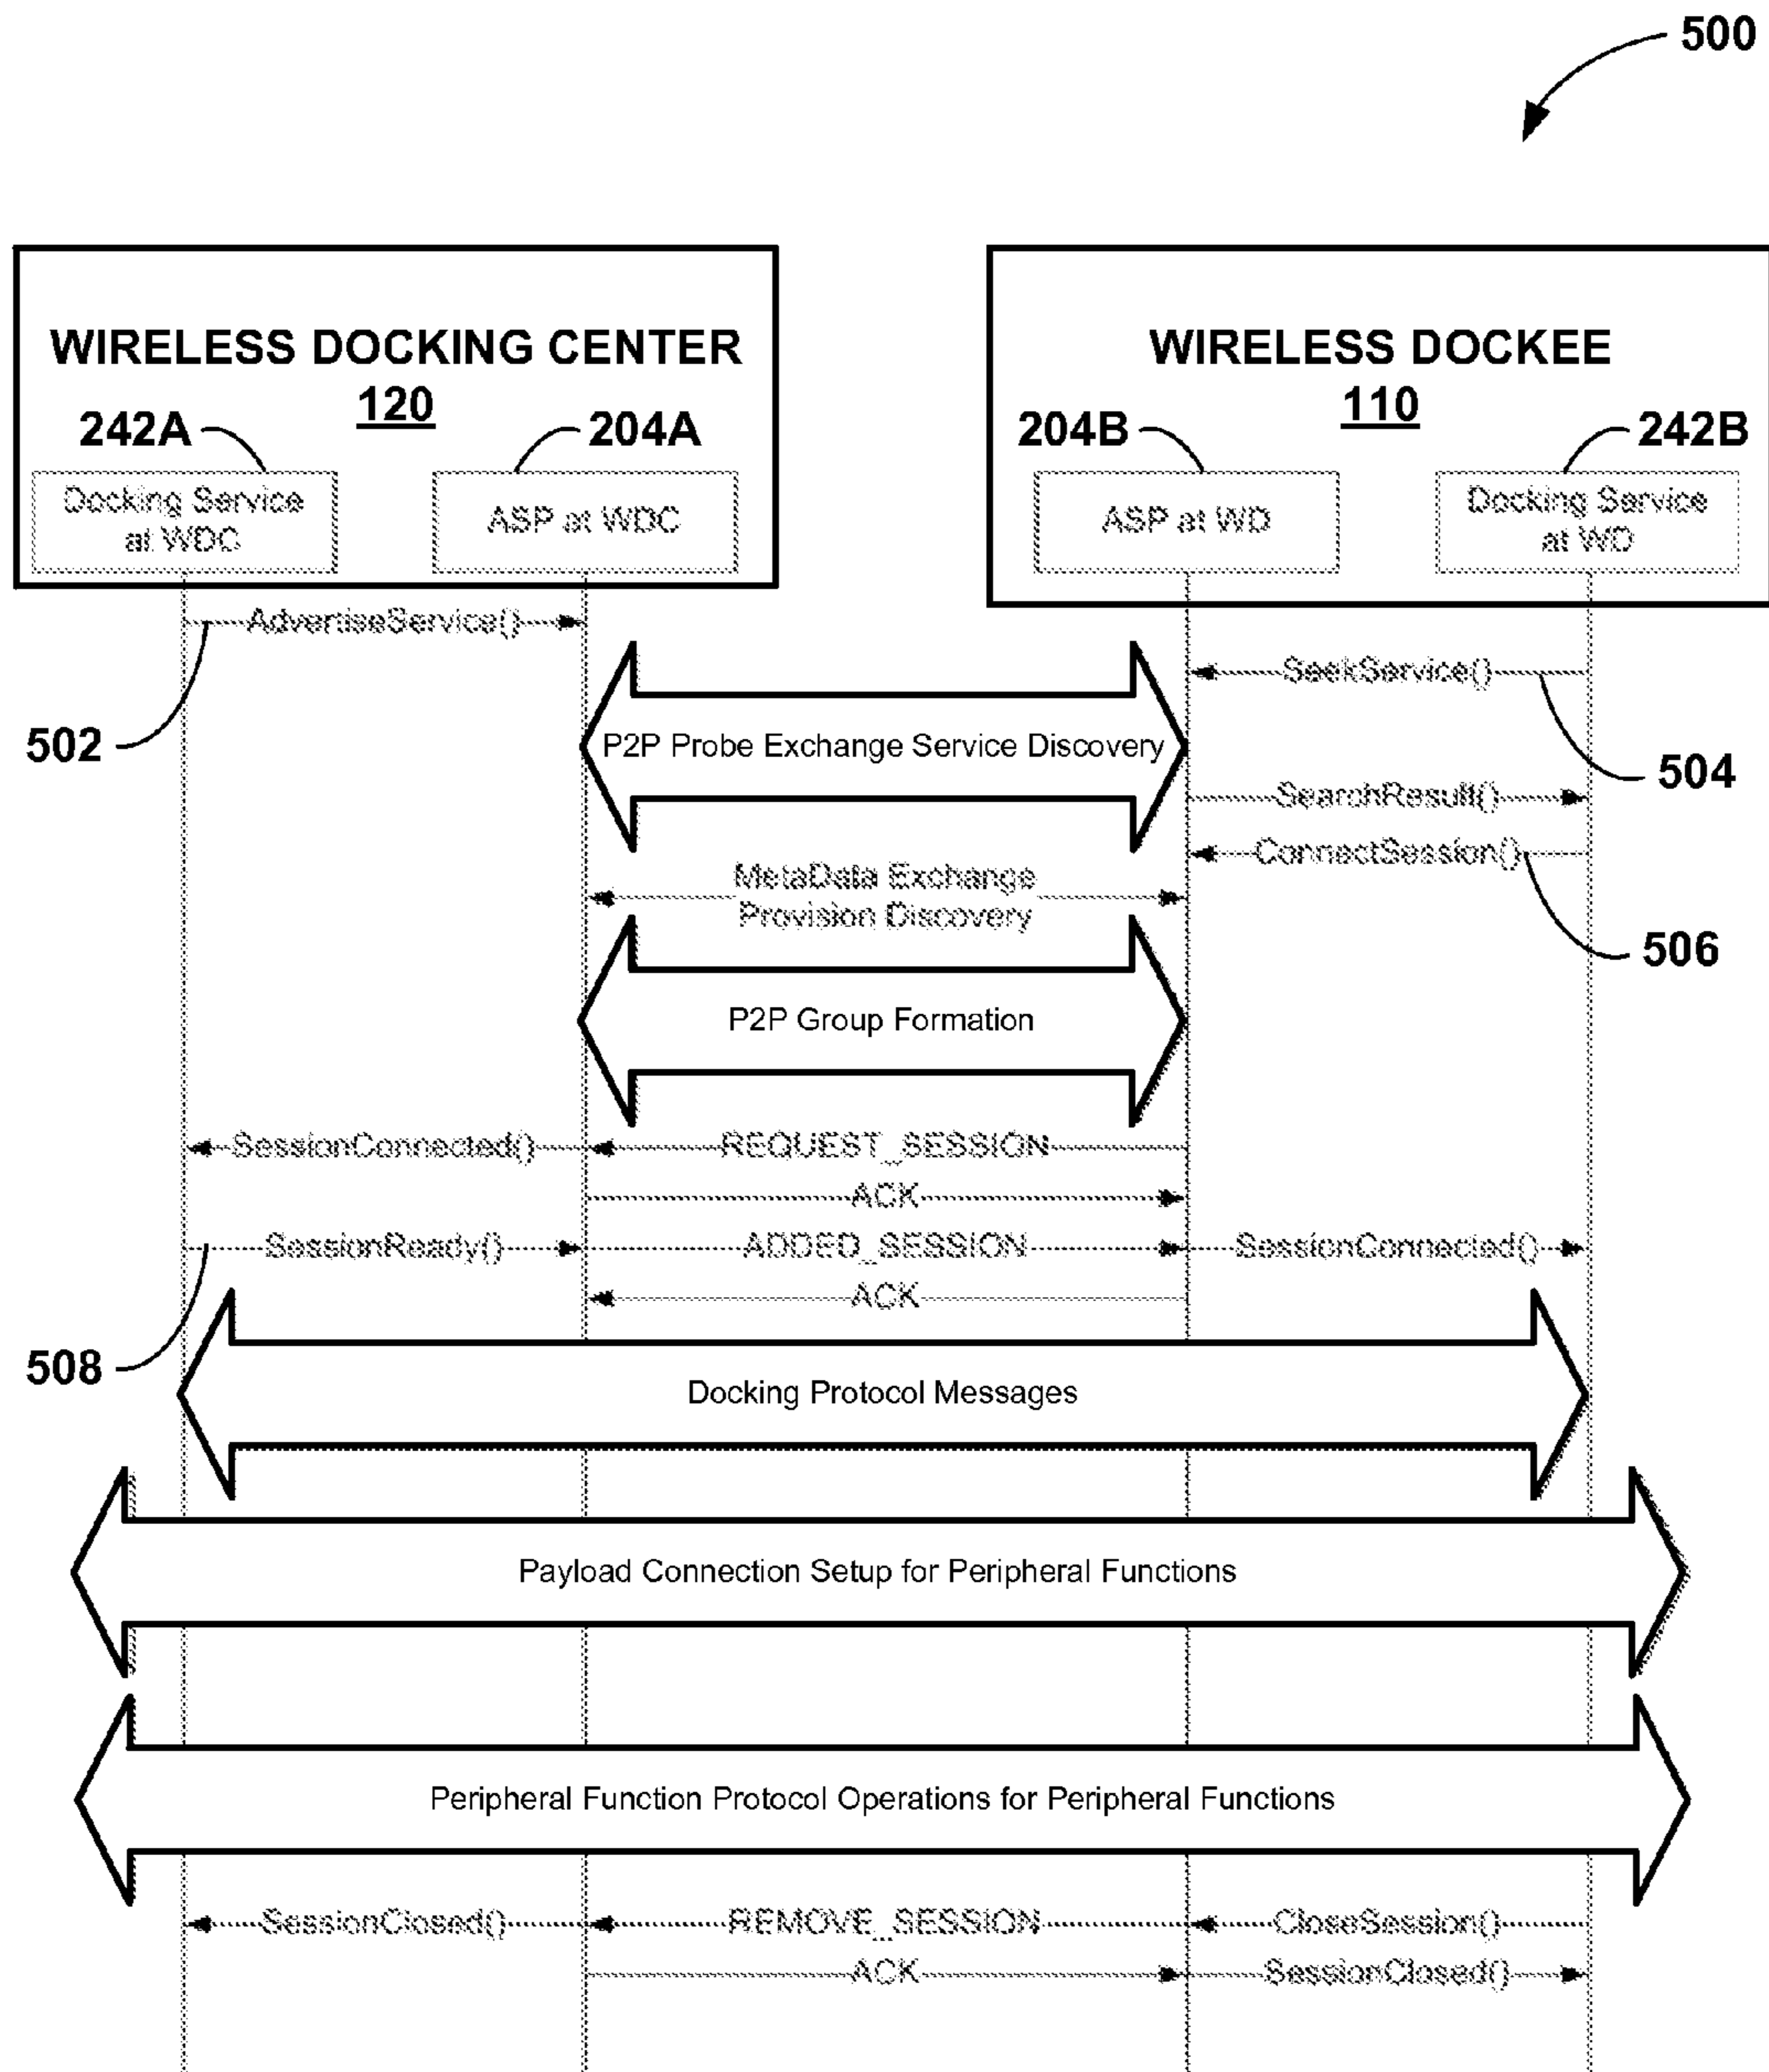 500
WIRELESS DOCKING CENTER
120
WIRELESS DOCKEE
110
242A
204A
204B
242B
Docking Service
at WDC
ASP at WDC
ASP at WD
Docking Service
at WD
AdvertiseService()
502
SeekService()
504
P2P Probe Exchange Service Discovery
SearchResult()
ConnectSession()
506
MetaData Exchange
Provision Discovery
P2P Group Formation
SessionConnected()
REQUEST_SESSION
ACK
SessionReady()
ADDED_SESSION
SessionConnected()
ACK
508
Docking Protocol Messages
Payload Connection Setup for Peripheral Functions
Peripheral Function Protocol Operations for Peripheral Functions
SessionClosed()
REMOVE_SESSION
CloseSession()
ACK
SessionClosed()